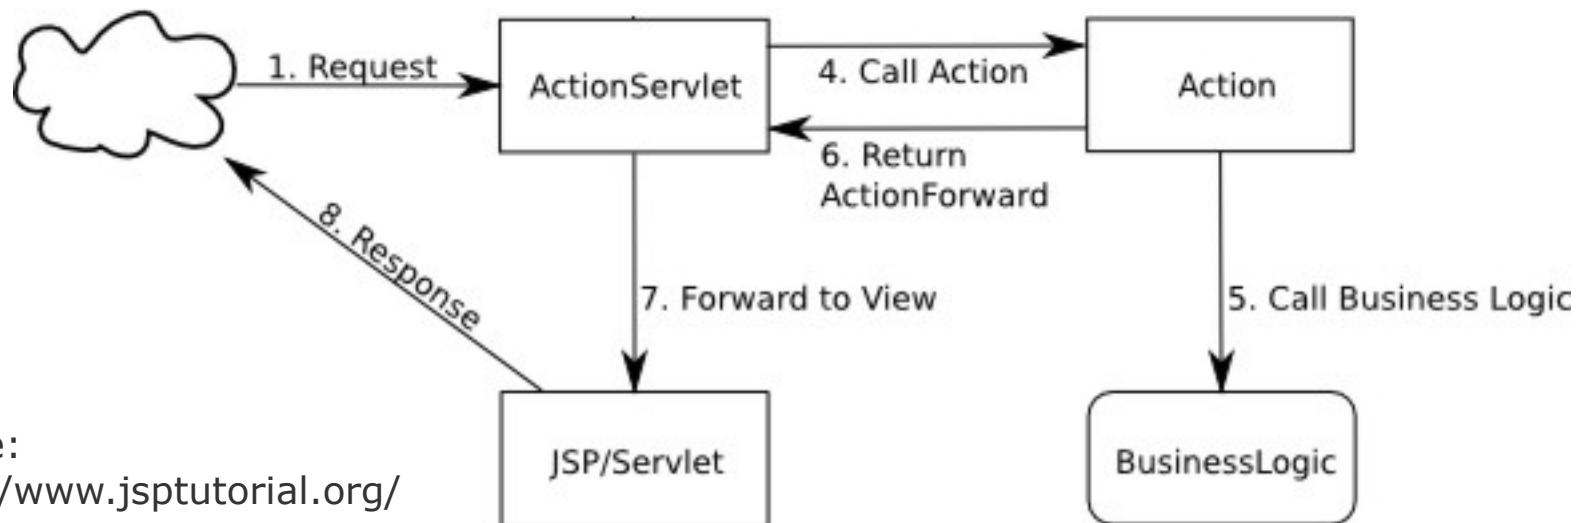 1. Request
ActionServlet
4. Call Action
Action
6. Return
ActionForward
8. Response
7. Forward to View
5. Call Business Logic
JSP/Servlet
BusinessLogic
e:
//www.jsptutorial.org/